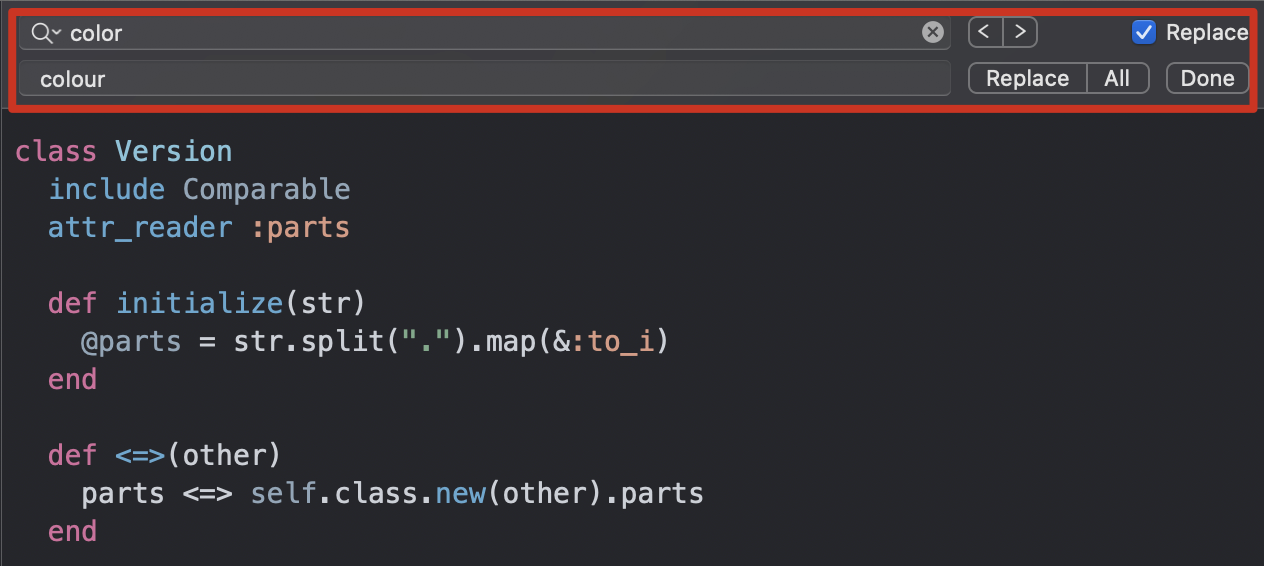 color < > Replace
colour Replace All Done
class Version
  include Comparable
  attr_reader :parts

  def initialize(str)
    @parts = str.split(".").map(&:to_i)
  end

  def <=>(other)
    parts <=> self.class.new(other).parts
  end